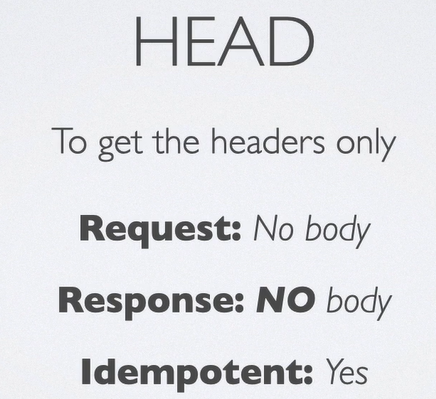 HEAD
To get the headers only
Request: No body
Response: NO body
Idempotent: Yes